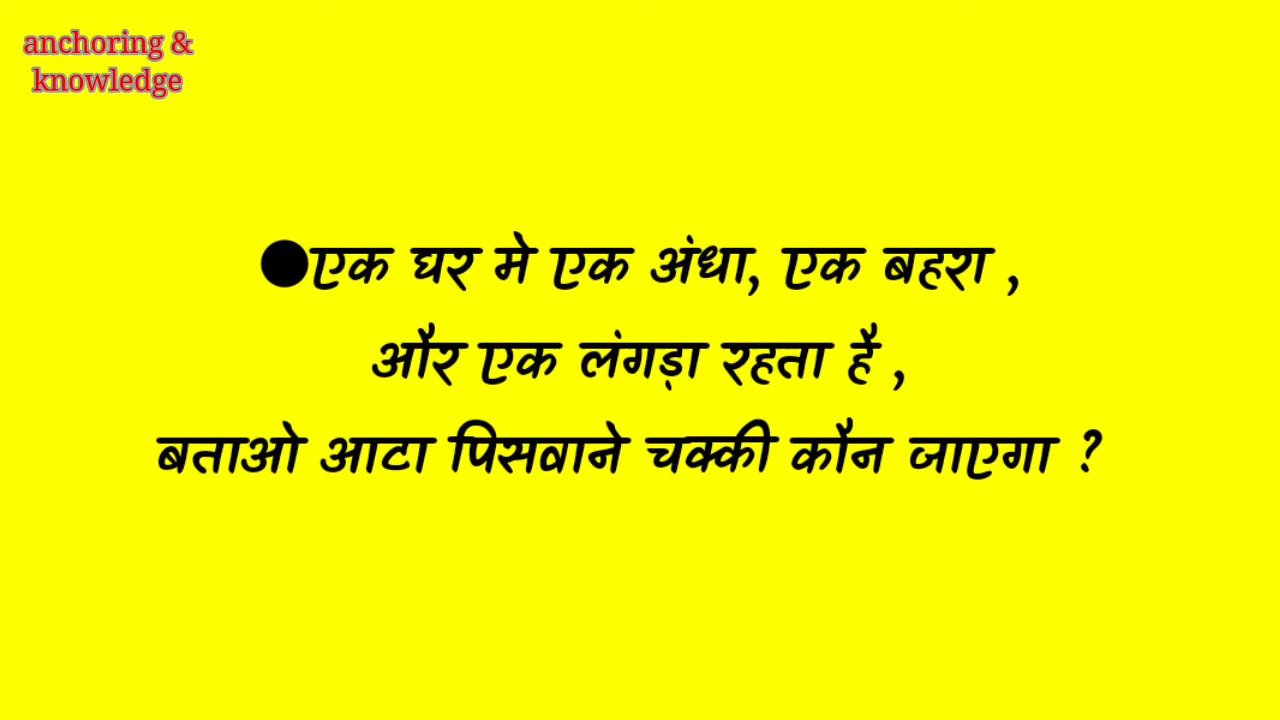 anchoring &
knowledge
●एक घर मे एक अंधा, एक बहरा ,
और एक लंगड़ा रहता है ,
बताओ आटा पिसवाने चक्की कौन जाएगा ?